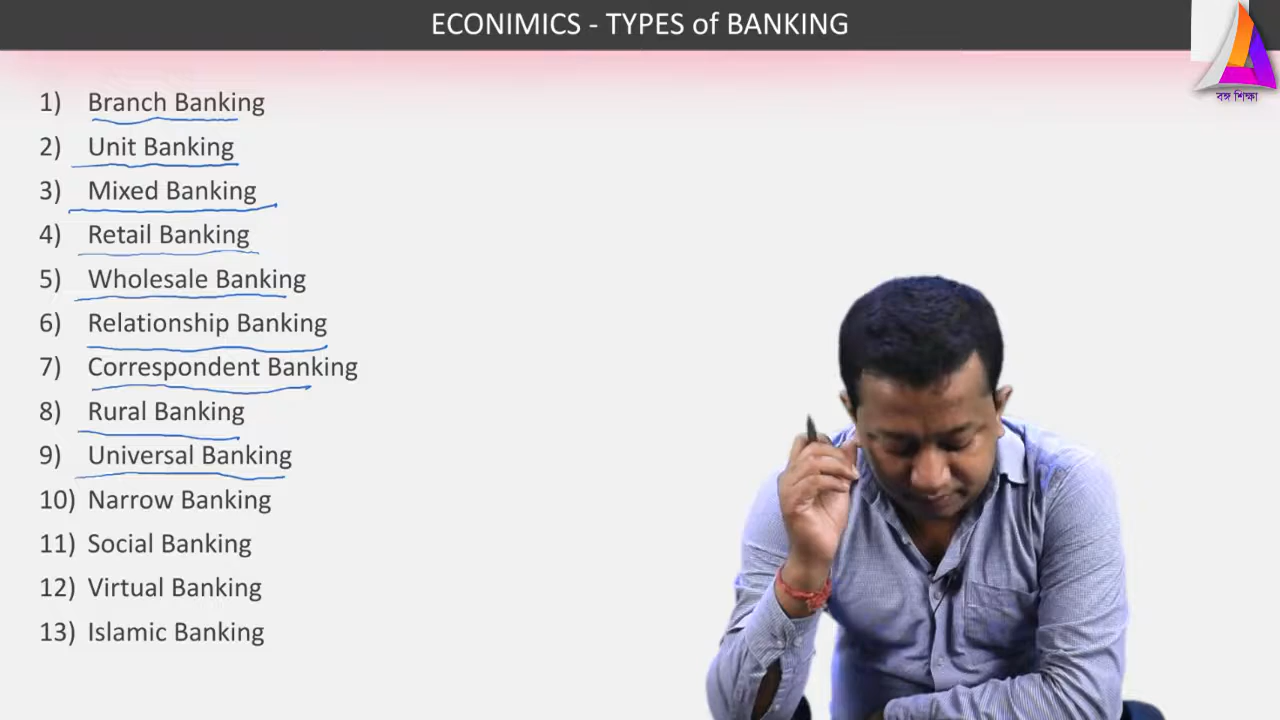 ECONIMICS - TYPES of BANKING
বঙ্গ শিক্ষা
1) Branch Banking
2) Unit Banking
3) Mixed Banking
4) Retail Banking
5) Wholesale Banking
6) Relationship Banking
7) Correspondent Banking
8) Rural Banking
9) Universal Banking
10) Narrow Banking
11) Social Banking
12) Virtual Banking
13) Islamic Banking